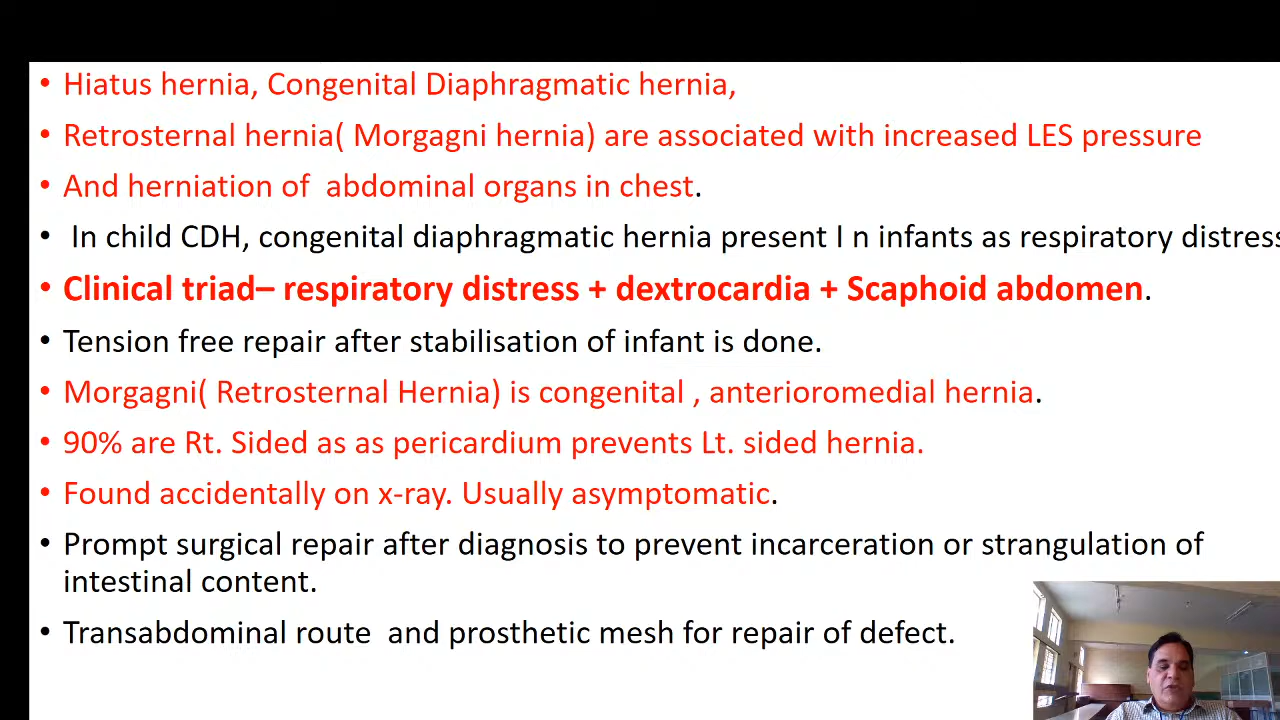 • Hiatus hernia, Congenital Diaphragmatic hernia,
• Retrosternal hernia( Morgagni hernia) are associated with increased LES pressure
• And herniation of abdominal organs in chest.
• In child CDH, congenital diaphragmatic hernia present I n infants as respiratory distress
• Clinical triad– respiratory distress + dextrocardia + Scaphoid abdomen.
• Tension free repair after stabilisation of infant is done.
• Morgagni( Retrosternal Hernia) is congenital , anterioromedial hernia.
• 90% are Rt. Sided as as pericardium prevents Lt. sided hernia.
• Found accidentally on x-ray. Usually asymptomatic.
• Prompt surgical repair after diagnosis to prevent incarceration or strangulation of
intestinal content.
• Transabdominal route and prosthetic mesh for repair of defect.